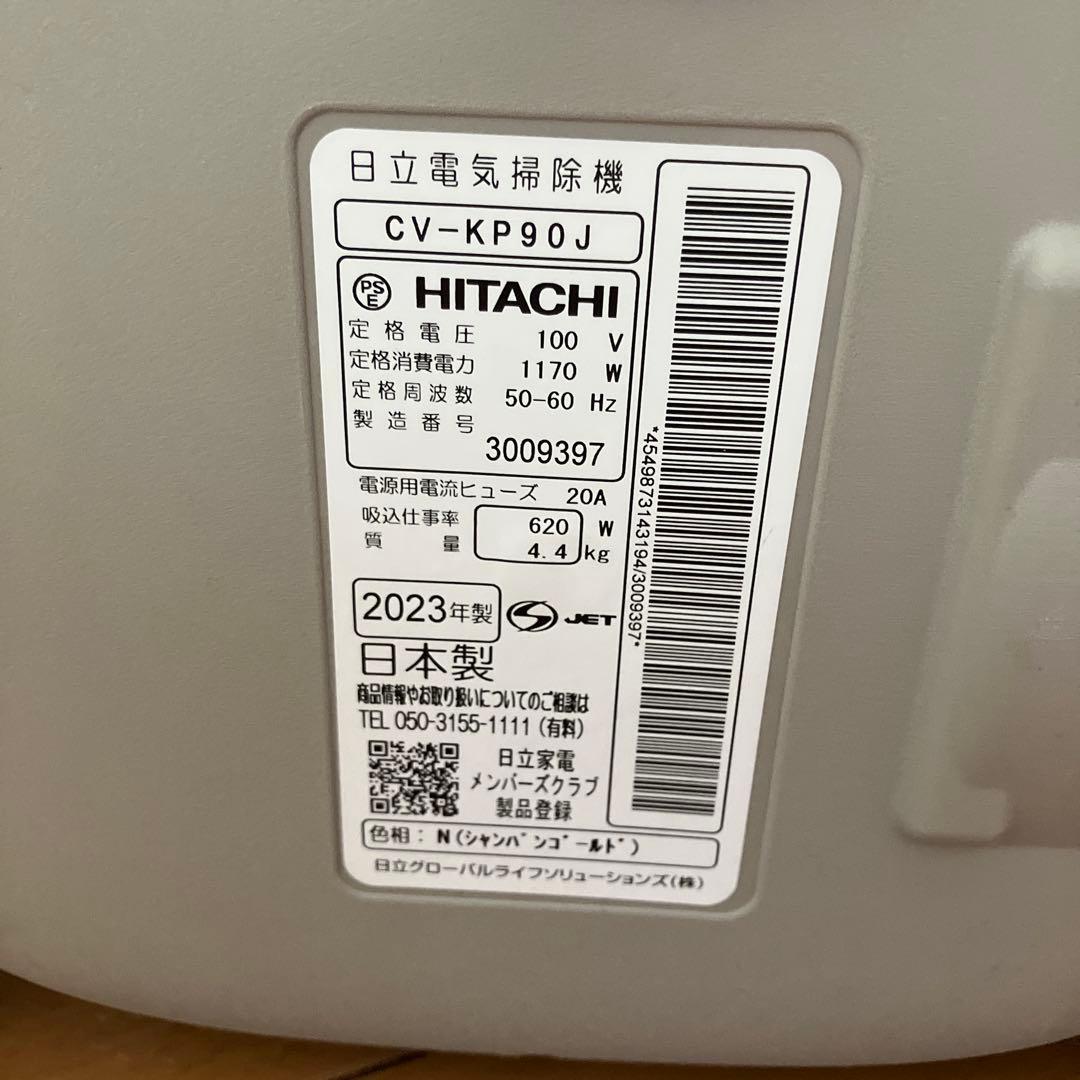 日立電気掃除機
CV-KP90J
PS E HITACHI
定格電圧 100 V
定格消費電力 1170 W
定格周波数 50-60 Hz
製造番号 3009397
電源用電流ヒューズ 20A
吸込仕事率 620 W
質量 4.4 kg
2023年製 S JET
日本製
商品情報やお取り扱いについてのご相談は
TEL 050-3155-1111 (有料)
日立家電
メンバーズクラブ
製品登録
色相: N(シャンパンゴールド)
日立グローバルライフソリューションズ(株)
*4549873143194/3009397*